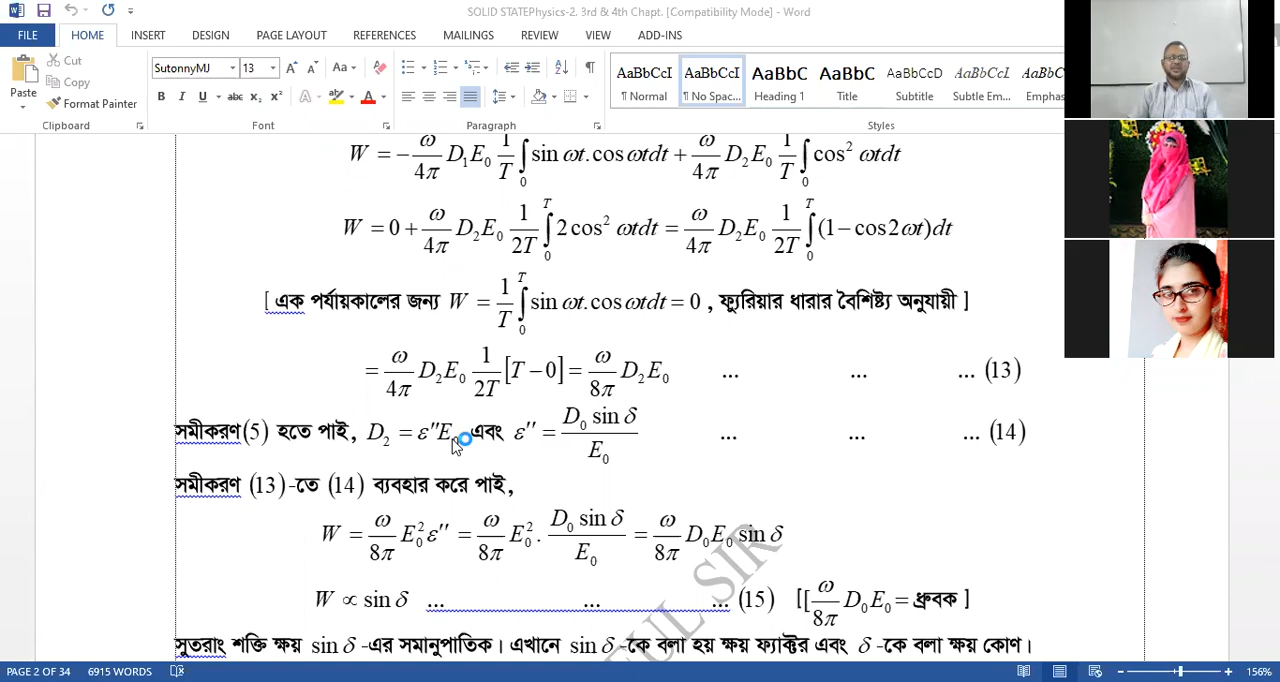 SOLID STATEPhysics-2. 3rd & 4th Chapt. [Compatibility Mode] - Word
FILE HOME INSERT DESIGN PAGE LAYOUT REFERENCES MAILINGS REVIEW VIEW ADD-INS
Paste Cut Copy Format Painter
SutonnyMJ 13 Aa
B I U abc x₂ x² A A
AaBbCcI AaBbCcI AaBbC AaBbC AaBbCcD AaBbCcI AaBbC
¶ Normal ¶ No Spac... Heading 1 Title Subtitle Subtle Em... Emphas
Clipboard Font Paragraph Styles
W = −ω/4π D₁E₀ 1/T ∫₀ sin ωt.cos ωtdt + ω/4π D₂E₀ 1/T ∫₀ cos² ωtdt
W = 0 + ω/4π D₂E₀ 1/2T ∫₀ᵀ 2cos² ωtdt = ω/4π D₂E₀ 1/2T ∫₀ᵀ (1 − cos2ωt)dt
[ এক পর্যায়কালের জন্য W = 1/T ∫₀ᵀ sin ωt.cos ωtdt = 0 , ফ্যুরিয়ার ধারার বৈশিষ্ট্য অনুযায়ী ]
= ω/4π D₂E₀ 1/2T [T − 0] = ω/8π D₂E₀ ... ... ... (13)
সমীকরণ (5) হতে পাই, D₂ = ε″E₀ এবং ε″ = D₀ sin δ/E₀ ... ... ... (14)
সমীকরণ (13)-তে (14) ব্যবহার করে পাই,
W = ω/8π E₀²ε″ = ω/8π E₀². D₀ sin δ/E₀ = ω/8π D₀E₀ sin δ
W ∝ sin δ ... ... ... (15) [[ω/8π D₀E₀ = ধ্রুবক ]
সুতরাং শক্তি ক্ষয় sin δ -এর সমানুপাতিক। এখানে sin δ -কে বলা হয় ক্ষয় ফ্যাক্টর এবং δ -কে বলা ক্ষয় কোণ।
SIR
PAGE 2 OF 34 6915 WORDS 156%